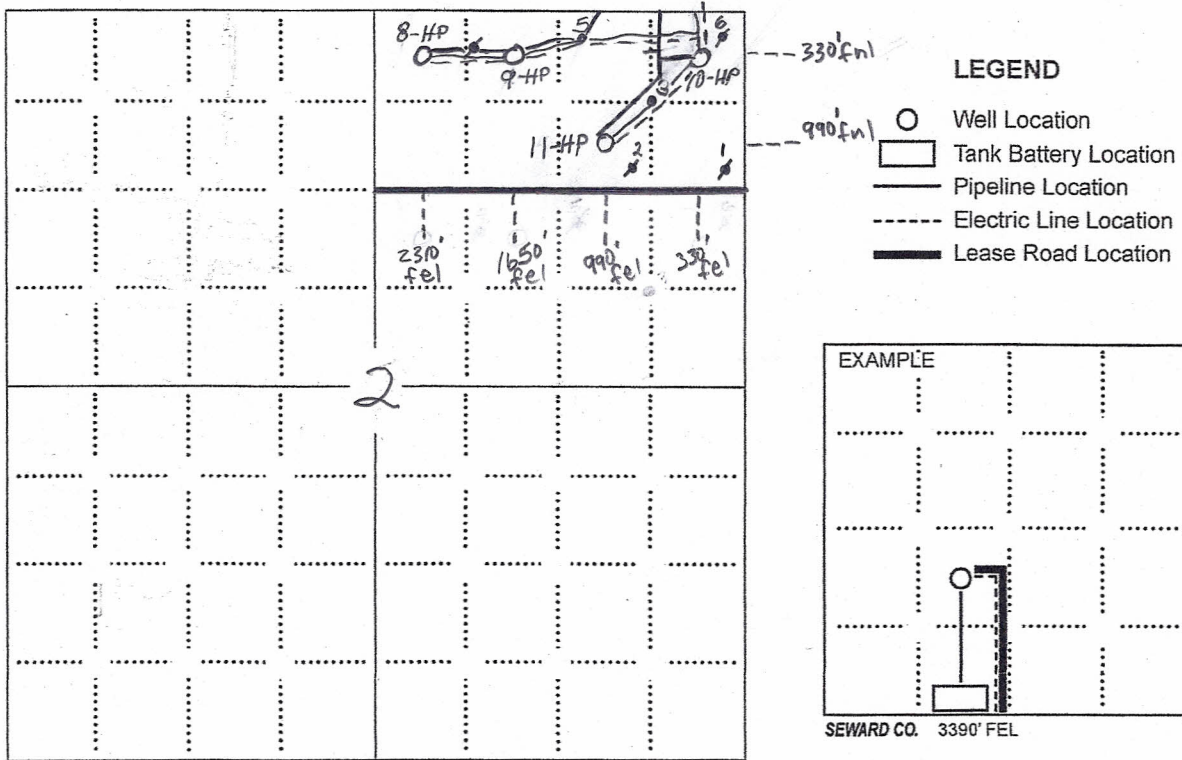 8-HP
5
6
330'fnl
9-HP
10-HP
3
990'fnl
11-HP
2
1
2310' fel
1650' fel
990' fel
330' fel
2
LEGEND
Well Location
Tank Battery Location
Pipeline Location
Electric Line Location
Lease Road Location
EXAMPLE
SEWARD CO. 3390' FEL